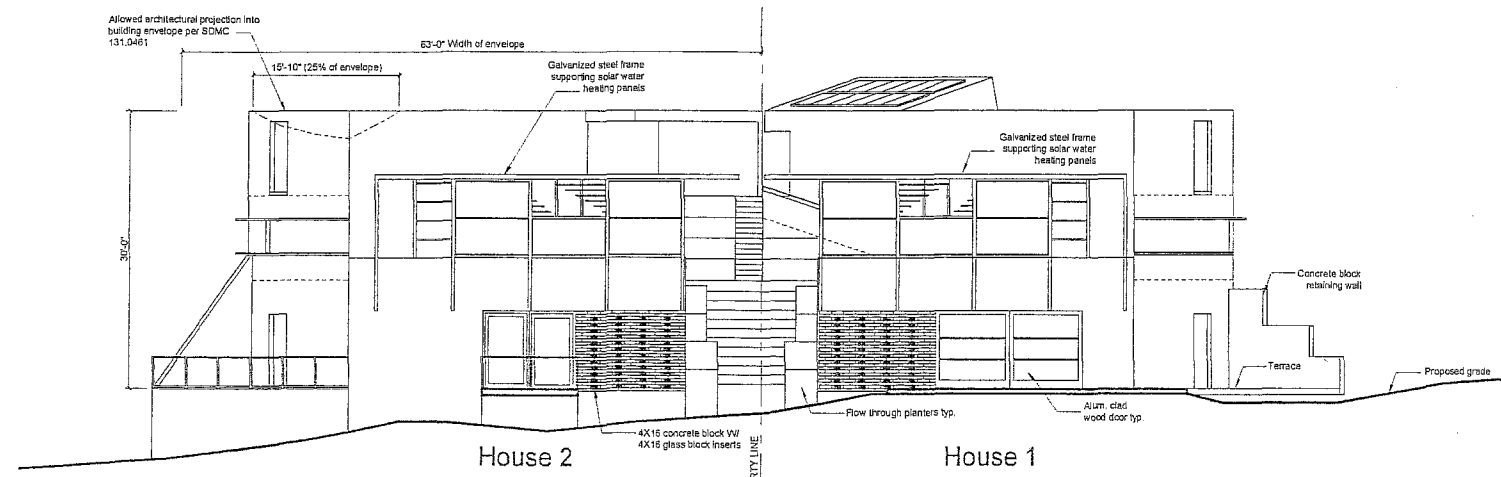 Allowed architectural projection into
building envelope per SDMC
131.0461
63'-0" Width of envelope
15'-10" (25% of envelope)
Galvanized steel frame
supporting solar water
heating panels
Galvanized steel frame
supporting solar water
heating panels
30'-0"
Concrete block
retaining wall
Terrace
Proposed grade
Flow through planters typ.
Alum. clad
wood door typ.
4X16 concrete block W/
4X16 glass block inserts
House 2
RTY LINE
House 1